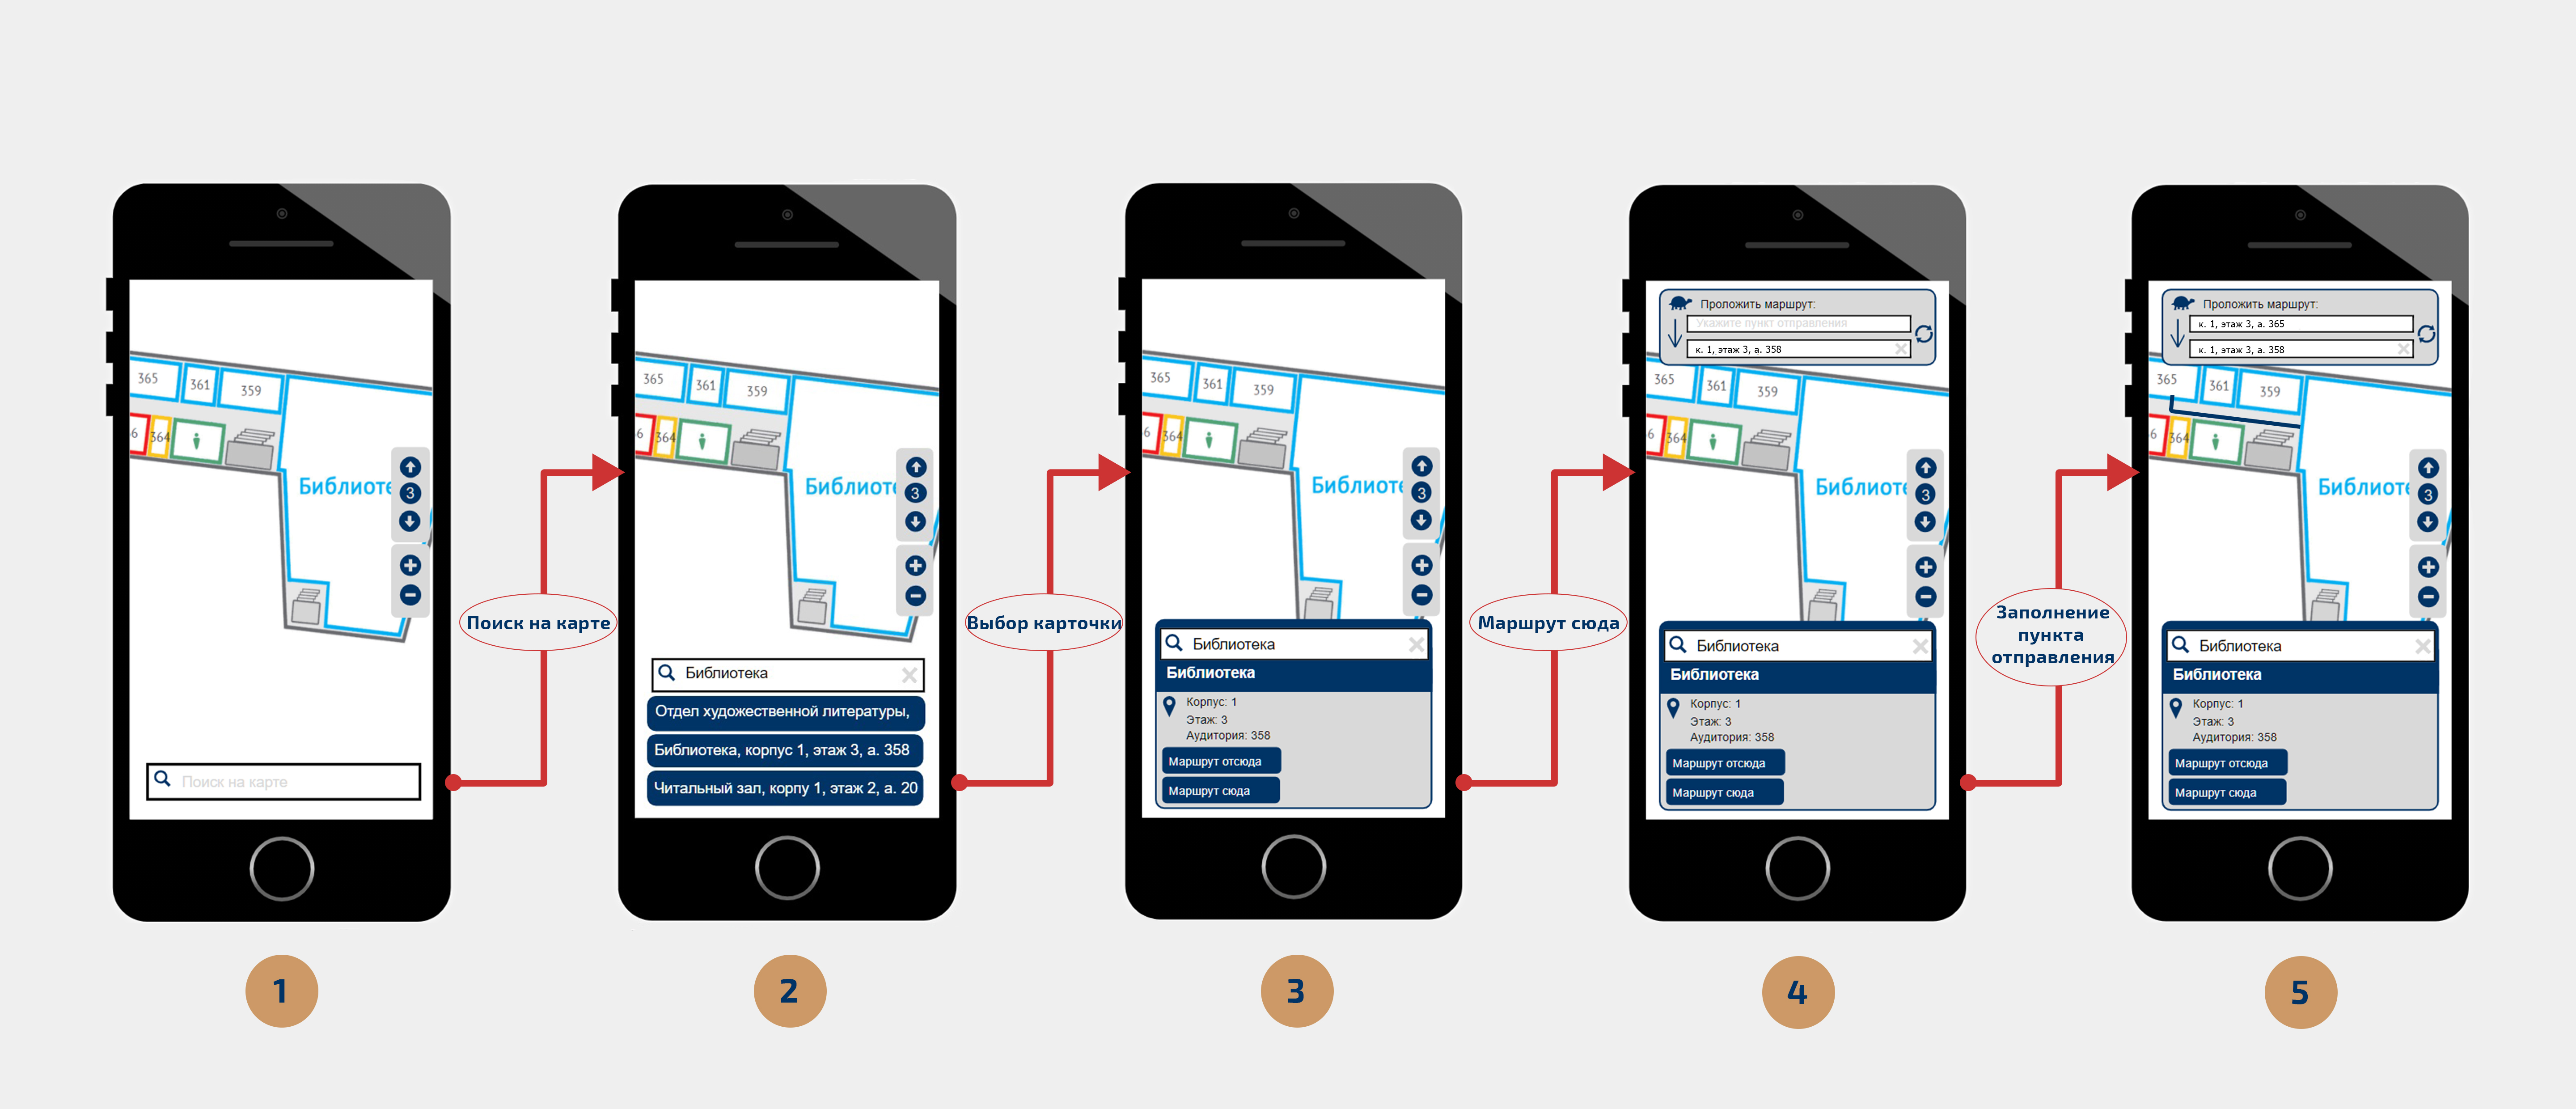 365
361
359
6
364
Библиоте
3
Поиск на карте
Поиск на карте
365
361
359
6
364
Библиот
3
Библиотека
Отдел художественной литературы,
Библиотека, корпус 1, этаж 3, а. 358
Читальный зал, корпу 1, этаж 2, а. 20
Выбор карточки
365
361
359
6
364
Библиоте
3
Библиотека
Библиотека
Корпус: 1
Этаж: 3
Аудитория: 358
Маршрут отсюда
Маршрут сюда
Маршрут сюда
Проложить маршрут:
Укажите пункт отправления
к. 1, этаж 3, а. 358
365
361
359
6
364
Библиоте
3
Библиотека
Библиотека
Корпус: 1
Этаж: 3
Аудитория: 358
Маршрут отсюда
Маршрут сюда
Заполнение
пункта
отправления
Проложить маршрут:
к. 1, этаж 3, а. 365
к. 1, этаж 3, а. 358
365
361
359
6
364
Библиоте
3
Библиотека
Библиотека
Корпус: 1
Этаж: 3
Аудитория: 358
Маршрут отсюда
Маршрут сюда
1
2
3
4
5